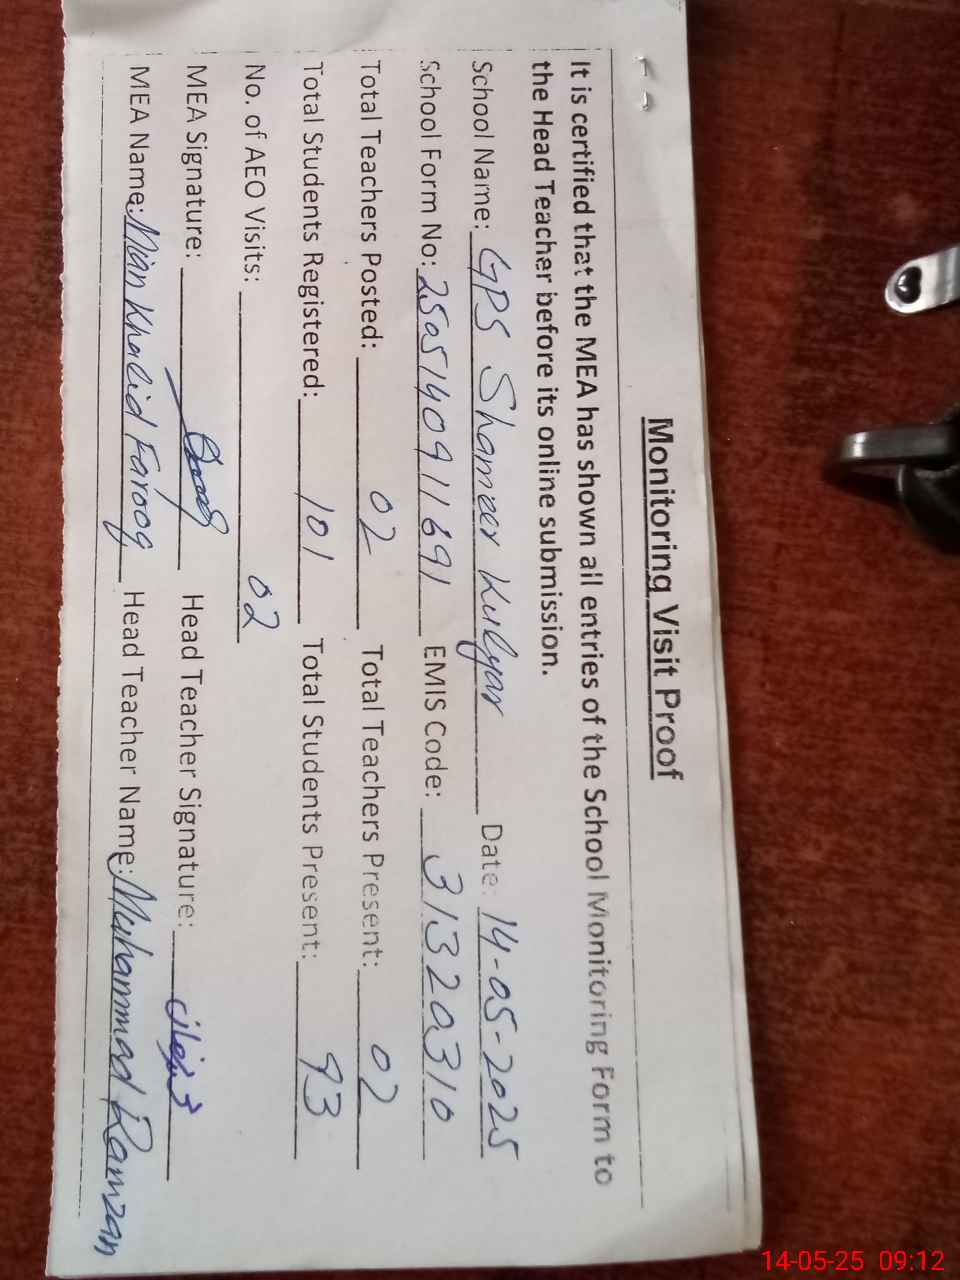 Monitoring Visit Proof
It is certified that the MEA has shown all entries of the School Monitoring Form to
the Head Teacher before its online submission.
School Name: GPS Shameer Kulyar Date: 14-05-2025
School Form No: 2505140911691 EMIS Code: 31320310
Total Teachers Posted: 02 Total Teachers Present: 02
Total Students Registered: 101 Total Students Present: 93
No. of AEO Visits: 02
MEA Signature: Head Teacher Signature:
MEA Name: Mian Khalid Farooq Head Teacher Name: Muhammad Ramzan
14-05-25 09:12